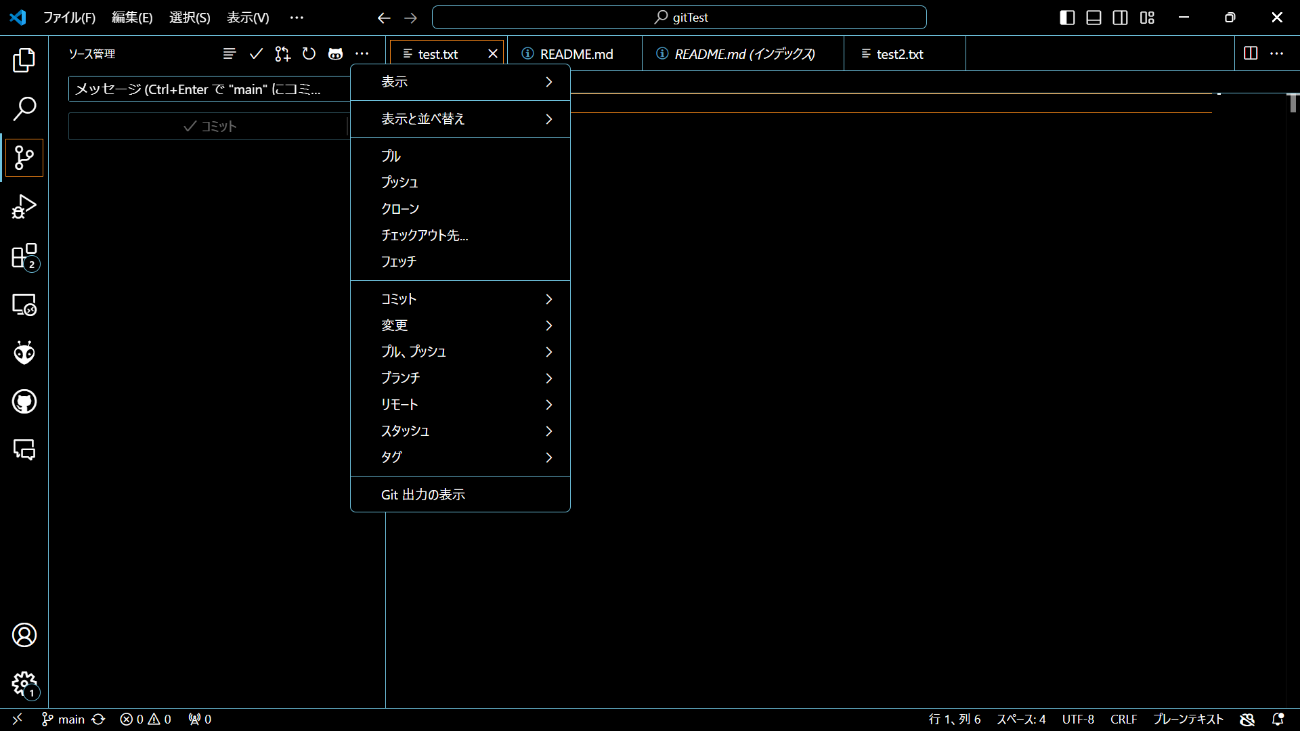 ファイル(F) 編集(E) 選択(S) 表示(V) ··· gitTest
ソース管理
test.txt README.md README.md (インデックス) test2.txt
メッセージ (Ctrl+Enter で "main" にコミ...
コミット
表示
表示と並べ替え
プル
プッシュ
クローン
チェックアウト先...
フェッチ
コミット
変更
プル、プッシュ
ブランチ
リモート
スタッシュ
タグ
Git 出力の表示
2
1
main 0 0 0 行 1、列 6 スペース: 4 UTF-8 CRLF プレーンテキスト